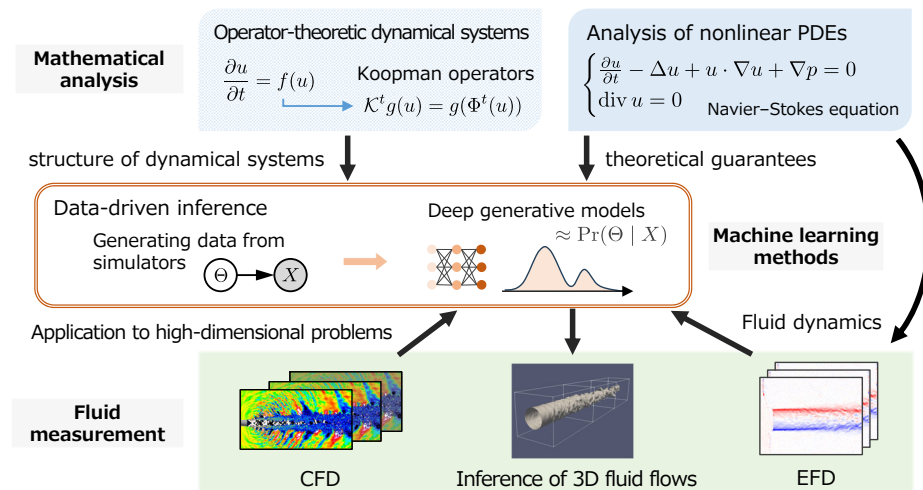 Mathematical
analysis
Operator-theoretic dynamical systems
∂u/∂t = f(u)
Koopman operators
𝒦ᵗg(u) = g(Φᵗ(u))
Analysis of nonlinear PDEs
∂u/∂t − Δu + u · ∇u + ∇p = 0
div u = 0
Navier–Stokes equation
structure of dynamical systems
theoretical guarantees
Data-driven inference
Generating data from
simulators
Θ
X
Deep generative models
≈ Pr(Θ | X)
Machine learning
methods
Application to high-dimensional problems
Fluid dynamics
Fluid
measurement
CFD
Inference of 3D fluid flows
EFD